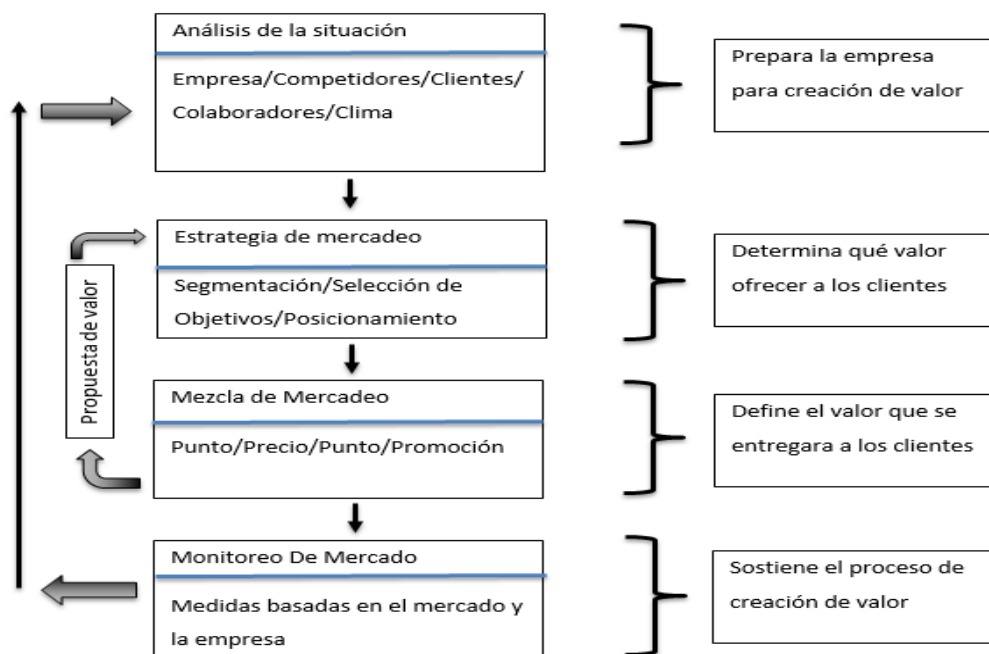 Análisis de la situación
Empresa/Competidores/Clientes/
Colaboradores/Clima
Prepara la empresa
para creación de valor
Estrategia de mercadeo
Segmentación/Selección de
Objetivos/Posicionamiento
Determina qué valor
ofrecer a los clientes
Propuesta de valor
Mezcla de Mercadeo
Punto/Precio/Punto/Promoción
Define el valor que se
entregara a los clientes
Monitoreo De Mercado
Medidas basadas en el mercado y
la empresa
Sostiene el proceso de
creación de valor